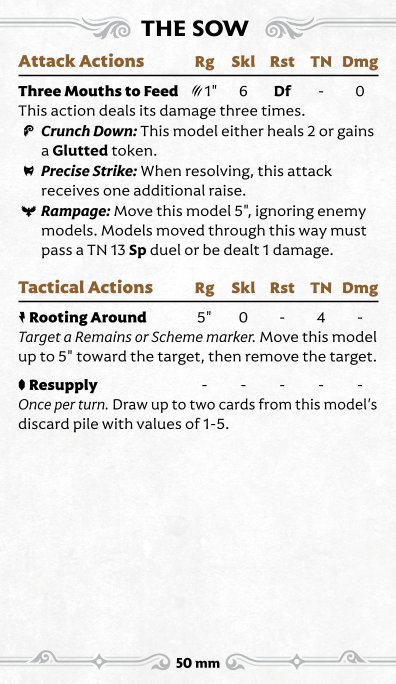 THE SOW
Attack Actions Rg Skl Rst TN Dmg
Three Mouths to Feed 1" 6 Df - 0
This action deals its damage three times.
Crunch Down: This model either heals 2 or gains
a Glutted token.
Precise Strike: When resolving, this attack
receives one additional raise.
Rampage: Move this model 5", ignoring enemy
models. Models moved through this way must
pass a TN 13 Sp duel or be dealt 1 damage.
Tactical Actions Rg Skl Rst TN Dmg
Rooting Around 5" 0 - 4 -
Target a Remains or Scheme marker. Move this model
up to 5" toward the target, then remove the target.
Resupply - - - - -
Once per turn. Draw up to two cards from this model's
discard pile with values of 1-5.
50 mm